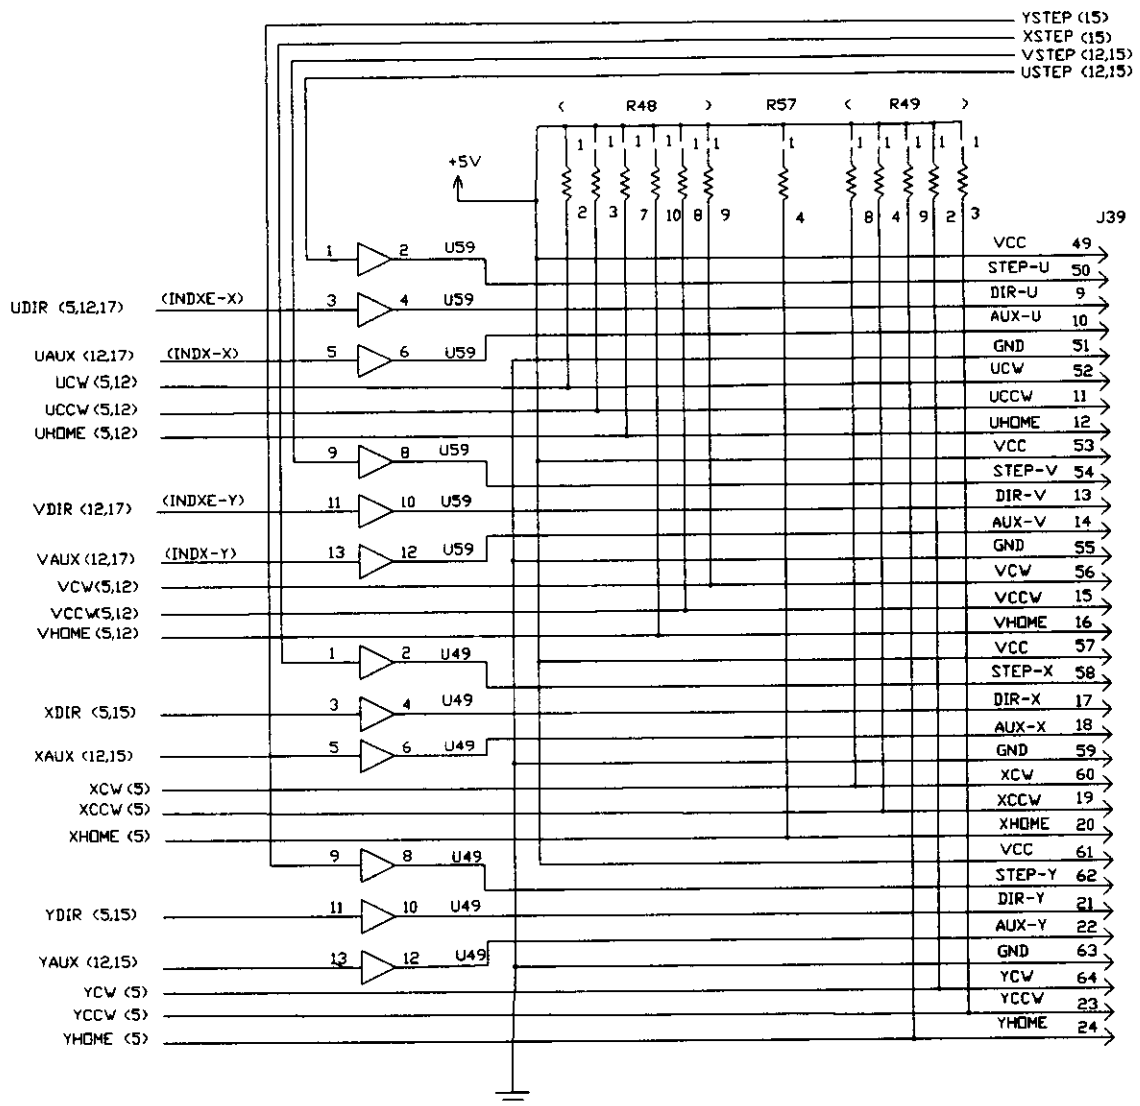 YSTEP (15)
XSTEP (15)
VSTEP (12,15)
USTEP (12,15)
< R48 > R57 < R49 >
1 1 1 1 1 1 1 1 1 1 1 1
+5V
2 3 7 10 8 9 4 8 4 9 2 3
J39
1 2 U59 VCC 49
STEP-U 50
UDIR (5,12,17) (INDXE-X) 3 4 U59 DIR-U 9
AUX-U 10
UAUX (12,17) (INDX-X) 5 6 U59 GND 51
UCW (5,12) UCW 52
UCCW (5,12) UCCW 11
UHOME (5,12) UHOME 12
9 8 U59 VCC 53
STEP-V 54
VDIR (12,17) (INDXE-Y) 11 10 U59 DIR-V 13
AUX-V 14
VAUX (12,17) (INDX-Y) 13 12 U59 GND 55
VCW(5,12) VCW 56
VCCW(5,12) VCCW 15
VHOME (5,12) VHOME 16
1 2 U49 VCC 57
STEP-X 58
XDIR (5,15) 3 4 U49 DIR-X 17
AUX-X 18
XAUX (12,15) 5 6 U49 GND 59
XCW (5) XCW 60
XCCW (5) XCCW 19
XHOME (5) XHOME 20
9 8 U49 VCC 61
STEP-Y 62
YDIR (5,15) 11 10 U49 DIR-Y 21
AUX-Y 22
YAUX (12,15) 13 12 U49 GND 63
YCW (5) YCW 64
YCCW (5) YCCW 23
YHOME (5) YHOME 24